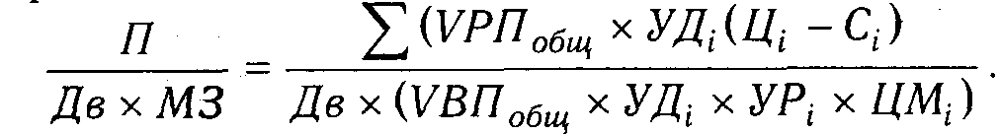 П / Дв × МЗ = ∑ (VРП общ × УД i (Ц i – С i) / Дв × (VВП общ × УД i × УР i × ЦМ i) .